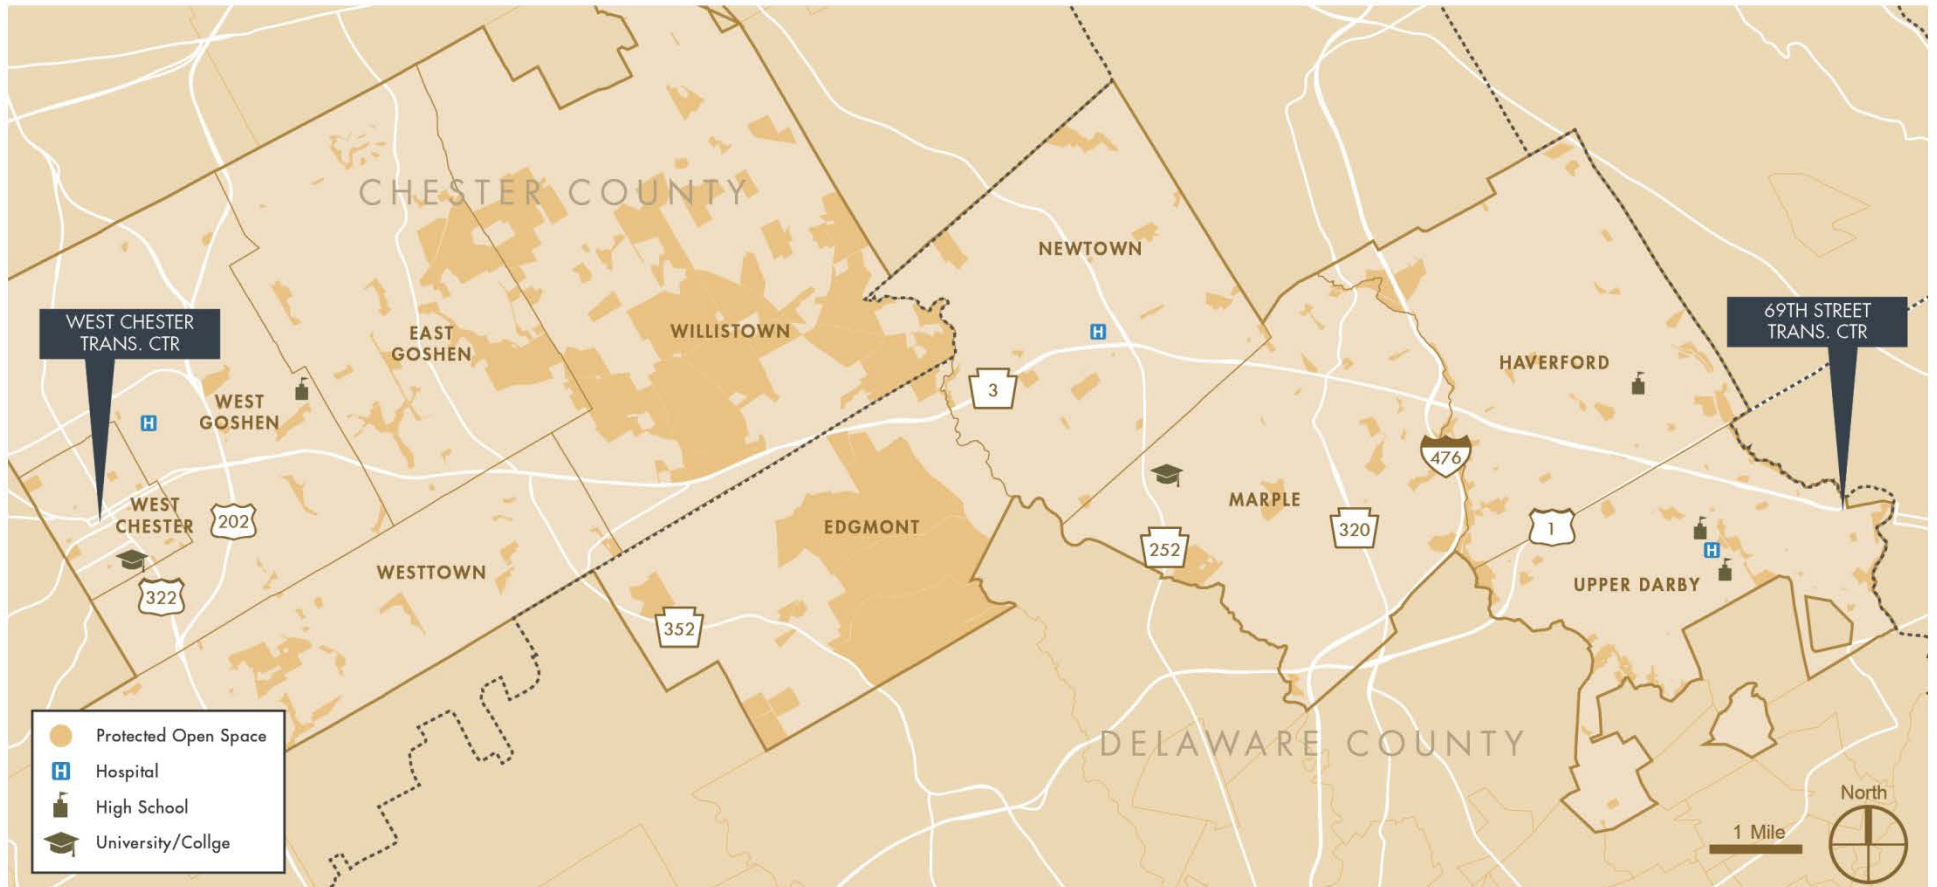 CHESTER COUNTY
NEWTOWN
WEST CHESTER
TRANS. CTR
69TH STREET
TRANS. CTR
EAST
GOSHEN
WILLISTOWN
H
HAVERFORD
3
WEST
GOSHEN
H
476
MARPLE
WEST
CHESTER
202
EDGMONT
320
1
252
H
WESTTOWN
UPPER DARBY
322
352
DELAWARE COUNTY
Protected Open Space
H Hospital
High School
University/Collge
North
1 Mile